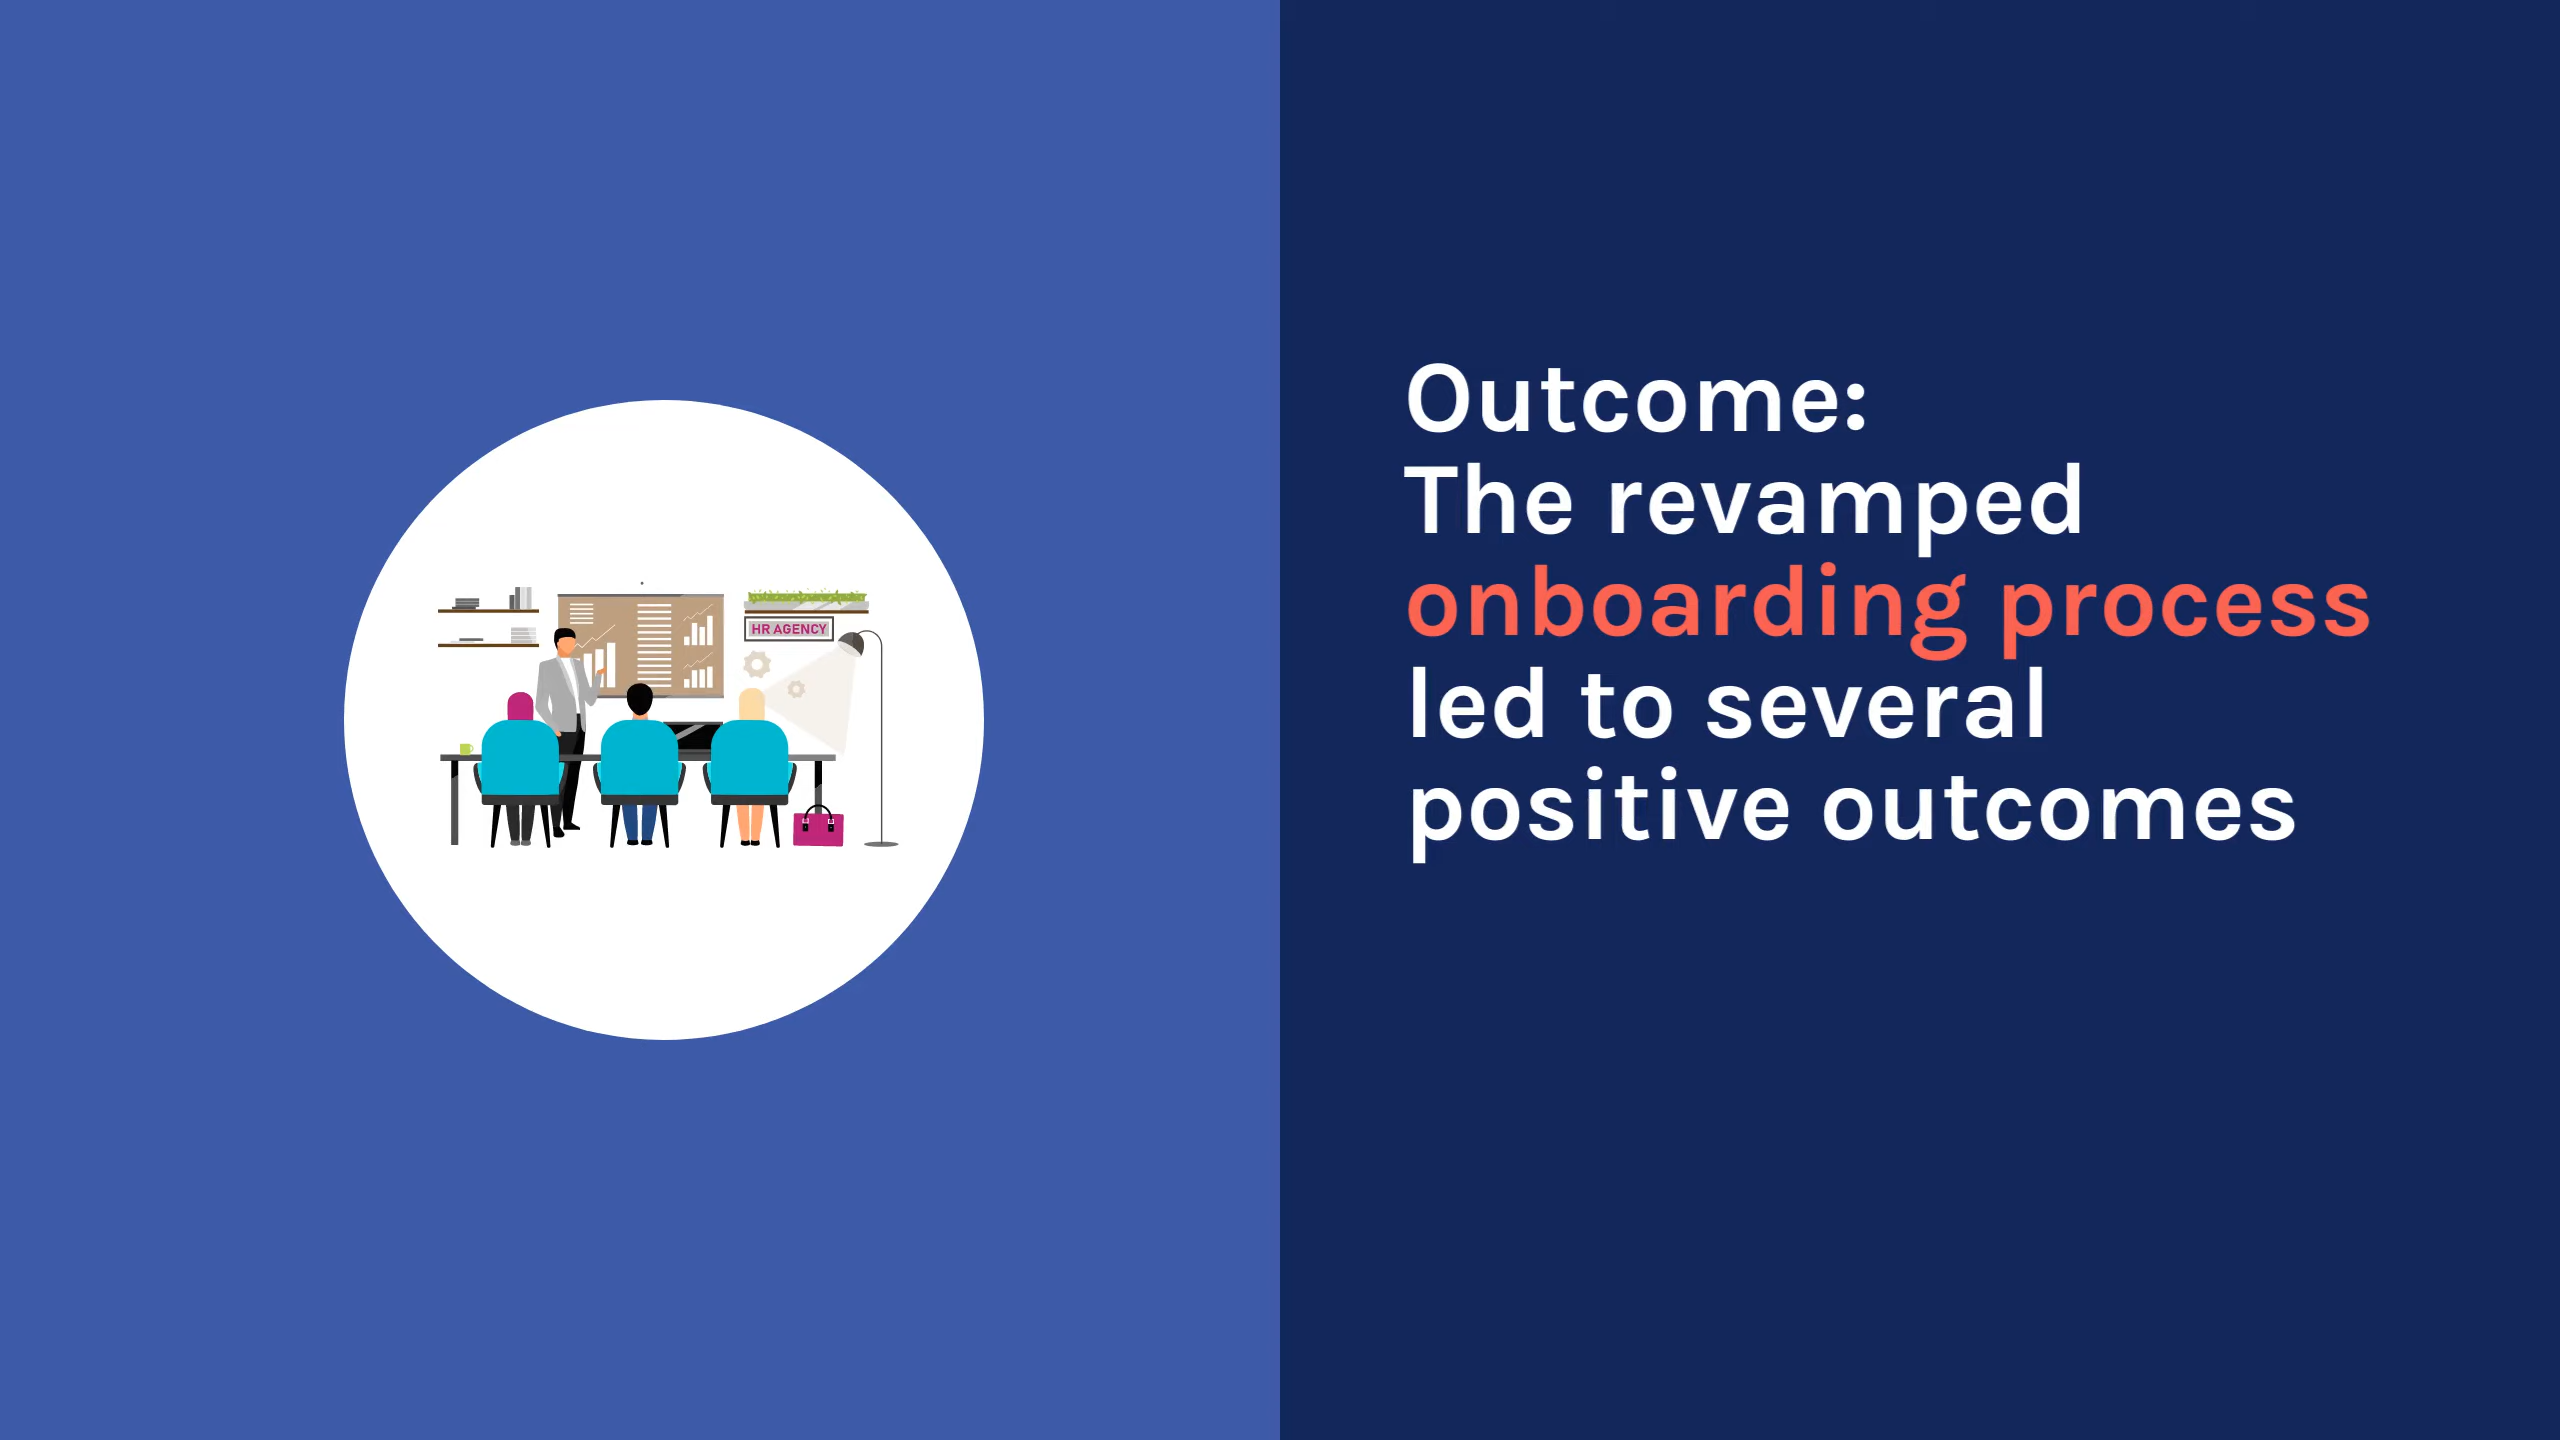 HR AGENCY
Outcome:
The revamped
onboarding process
led to several
positive outcomes